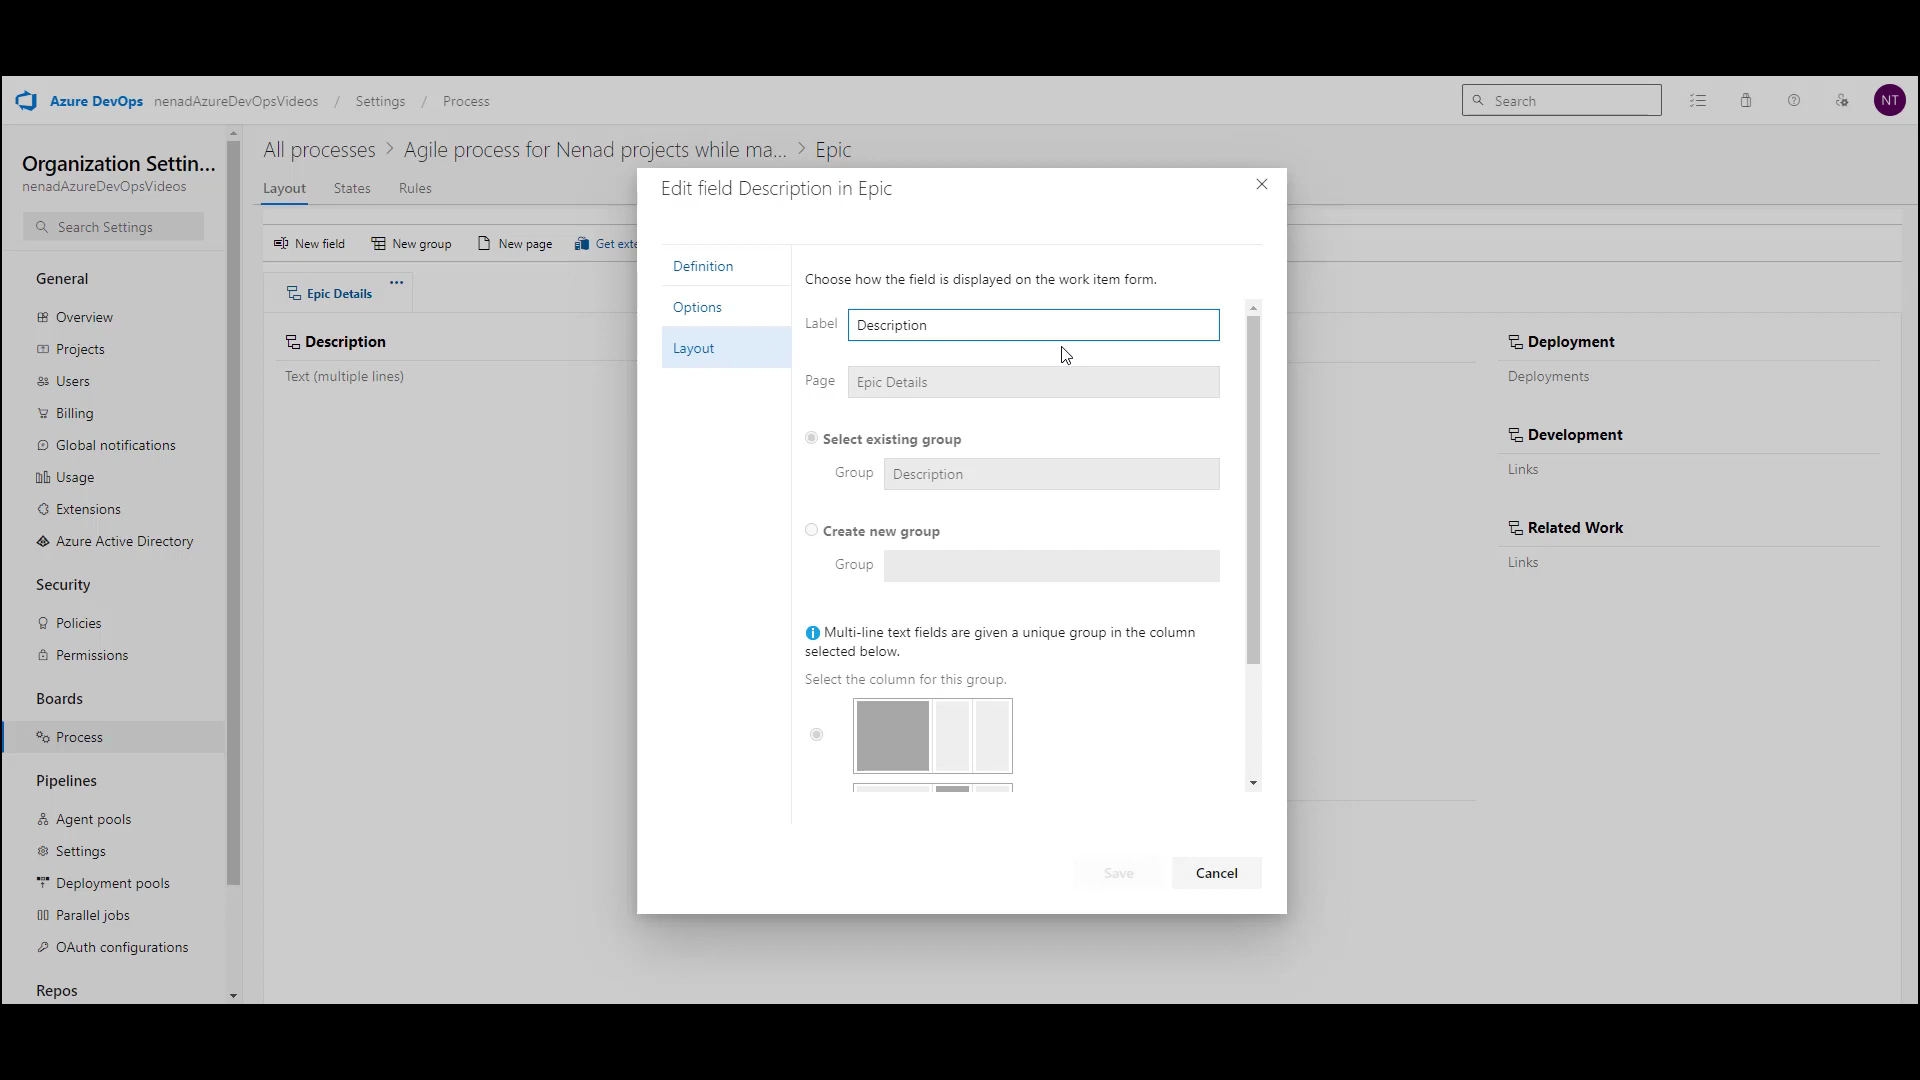 Azure DevOps nenadAzureDevOpsVideos / Settings / Process
Search
NT
Organization Settin...
nenadAzureDevOpsVideos
Search Settings
General
Overview
Projects
Users
Billing
Global notifications
Usage
Extensions
Azure Active Directory
Security
Policies
Permissions
Boards
Process
Pipelines
Agent pools
Settings
Deployment pools
Parallel jobs
OAuth configurations
Repos
All processes > Agile process for Nenad projects while ma... > Epic
Layout States Rules
New field New group New page Get exte
Epic Details ...
Description
Text (multiple lines)
Edit field Description in Epic
Definition
Options
Layout
Choose how the field is displayed on the work item form.
Label Description
Page Epic Details
Select existing group
Group Description
Create new group
Group
Multi-line text fields are given a unique group in the column
selected below.
Select the column for this group.
Save Cancel
Deployment
Deployments
Development
Links
Related Work
Links